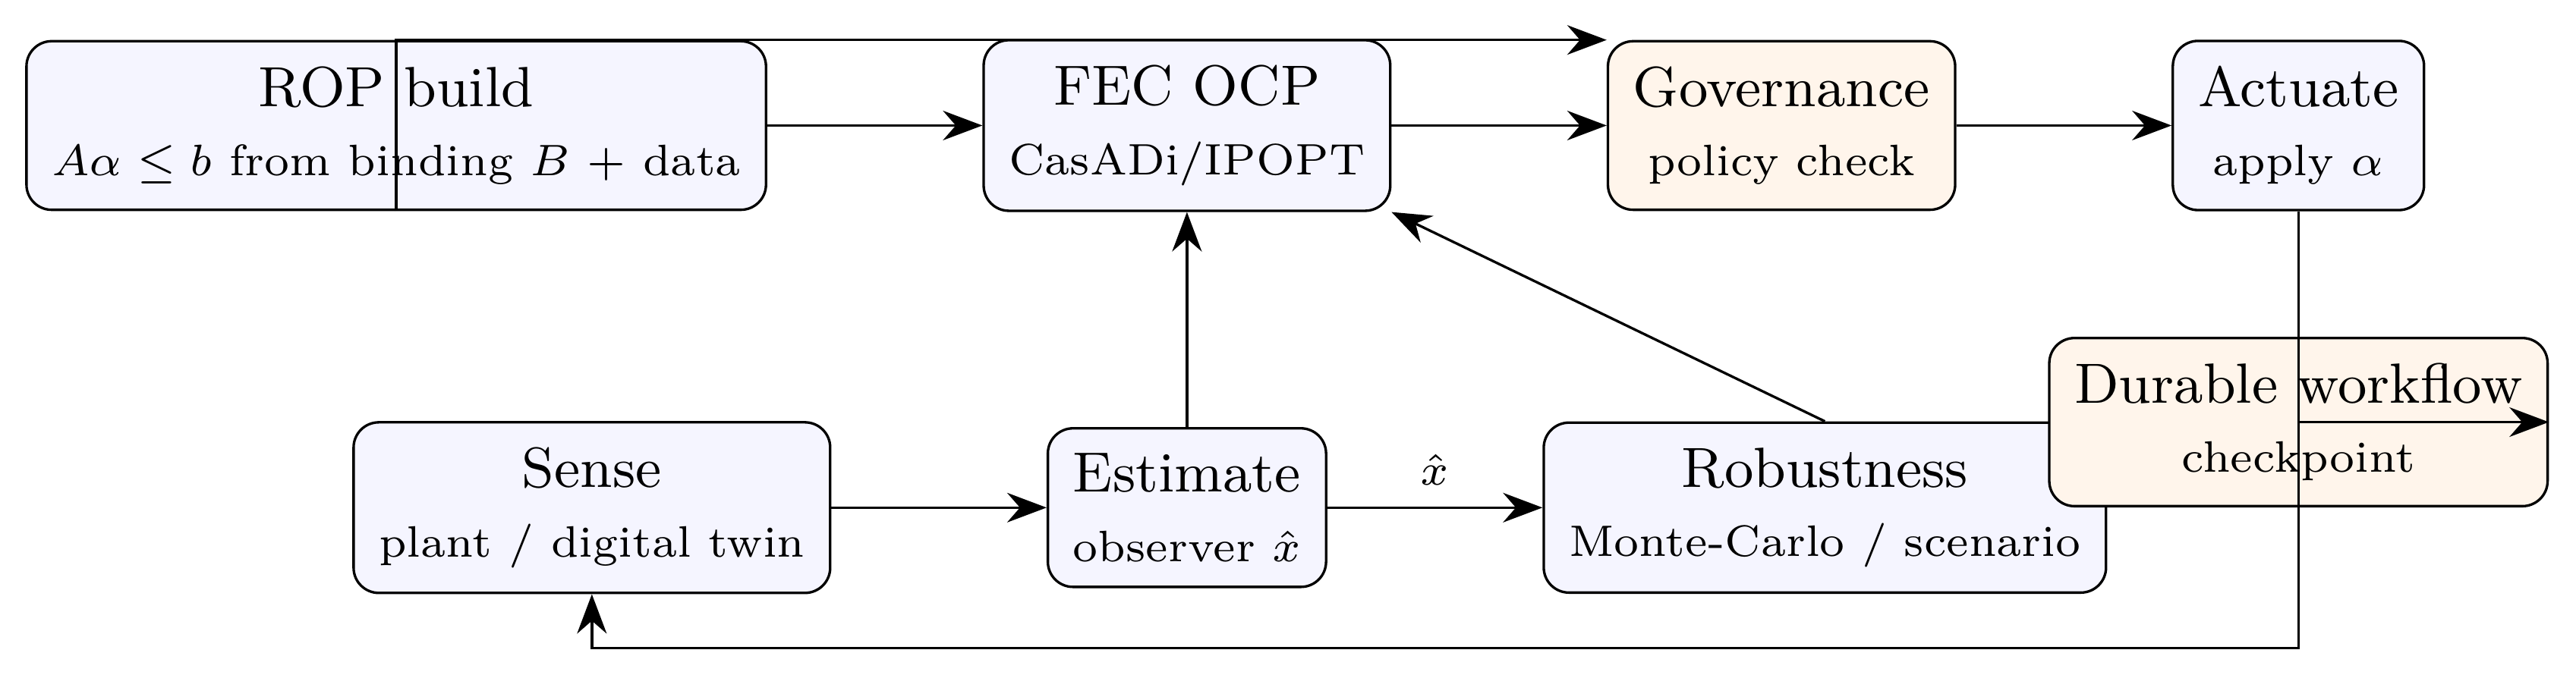 ROP build
Aα ≤ b from binding B + data
FEC OCP
CasADi/IPOPT
Governance
policy check
Actuate
apply α
Durable workflow
checkpoint
Sense
plant / digital twin
Estimate
observer x̂
x̂
Robustness
Monte-Carlo / scenario